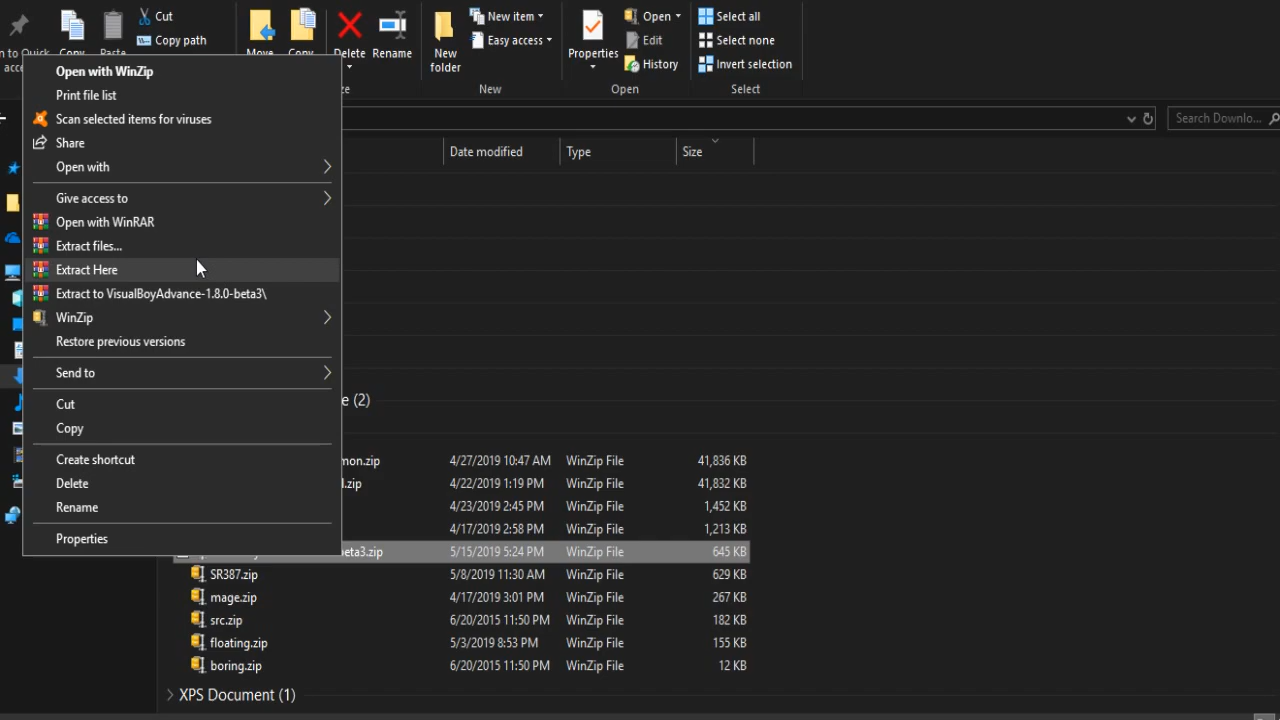 Cut
Copy path
New item
Easy access
Open
Edit
History
Select all
Select none
Invert selection
Delete
Rename
New
folder
Properties
New
Open
Select
Open with WinZip
Print file list
Scan selected items for viruses
Share
Open with
Give access to
Open with WinRAR
Extract files...
Extract Here
Extract to VisualBoyAdvance-1.8.0-beta3\
WinZip
Restore previous versions
Send to
Cut
Copy
Create shortcut
Delete
Rename
Properties
Search Downlo...
Date modified Type Size
e (2)
mon.zip 4/27/2019 10:47 AM WinZip File 41,836 KB
.zip 4/22/2019 1:19 PM WinZip File 41,832 KB
4/23/2019 2:45 PM WinZip File 1,452 KB
4/17/2019 2:58 PM WinZip File 1,213 KB
beta3.zip 5/15/2019 5:24 PM WinZip File 645 KB
SR387.zip 5/8/2019 11:30 AM WinZip File 629 KB
mage.zip 4/17/2019 3:01 PM WinZip File 267 KB
src.zip 6/20/2015 11:50 PM WinZip File 182 KB
floating.zip 5/3/2019 8:53 PM WinZip File 155 KB
boring.zip 6/20/2015 11:50 PM WinZip File 12 KB
XPS Document (1)